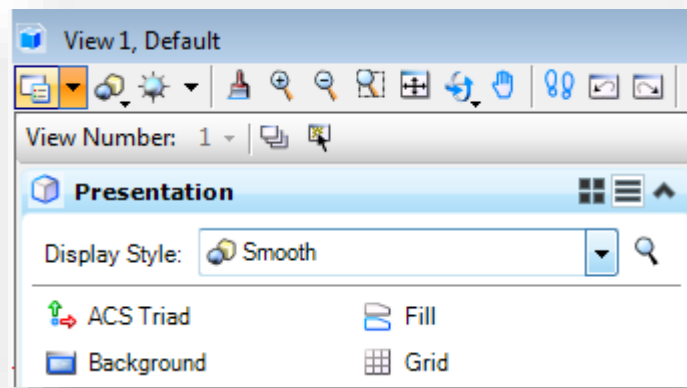 View 1, Default
View Number: 1
Presentation
Display Style: Smooth
ACS Triad Fill
Background Grid